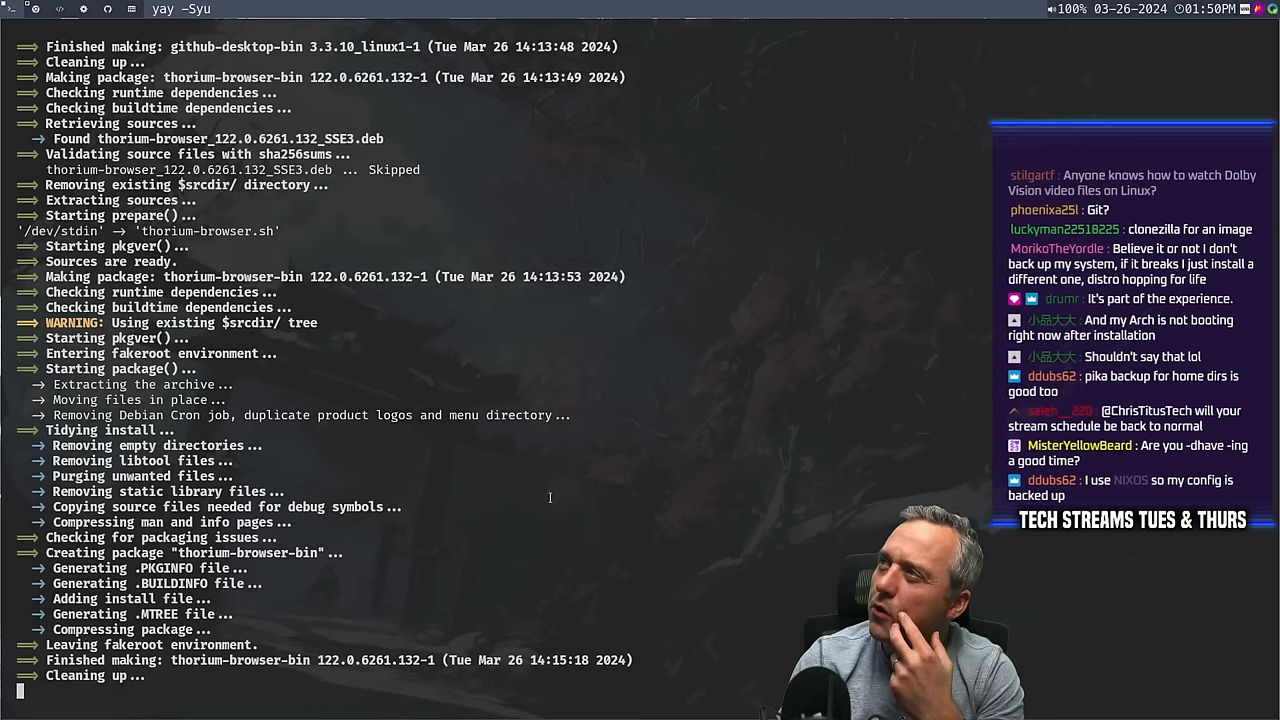 yay -Syu
100% 03-26-2024 01:50PM
==> Finished making: github-desktop-bin 3.3.10_linux1-1 (Tue Mar 26 14:13:48 2024)
==> Cleaning up...
==> Making package: thorium-browser-bin 122.0.6261.132-1 (Tue Mar 26 14:13:49 2024)
==> Checking runtime dependencies...
==> Checking buildtime dependencies...
==> Retrieving sources...
-> Found thorium-browser_122.0.6261.132_SSE3.deb
==> Validating source files with sha256sums...
thorium-browser_122.0.6261.132_SSE3.deb ... Skipped
==> Removing existing $srcdir/ directory...
==> Extracting sources...
==> Starting prepare()...
'/dev/stdin' -> 'thorium-browser.sh'
==> Starting pkgver()...
==> Sources are ready.
==> Making package: thorium-browser-bin 122.0.6261.132-1 (Tue Mar 26 14:13:53 2024)
==> Checking runtime dependencies...
==> Checking buildtime dependencies...
==> WARNING: Using existing $srcdir/ tree
==> Starting pkgver()...
==> Entering fakeroot environment...
==> Starting package()...
-> Extracting the archive...
-> Moving files in place...
-> Removing Debian Cron job, duplicate product logos and menu directory...
==> Tidying install...
-> Removing empty directories...
-> Removing libtool files...
-> Purging unwanted files...
-> Removing static library files...
-> Copying source files needed for debug symbols...
-> Compressing man and info pages...
==> Checking for packaging issues...
==> Creating package "thorium-browser-bin"...
-> Generating .PKGINFO file...
-> Generating .BUILDINFO file...
-> Adding install file...
-> Generating .MTREE file...
-> Compressing package...
==> Leaving fakeroot environment.
==> Finished making: thorium-browser-bin 122.0.6261.132-1 (Tue Mar 26 14:15:18 2024)
==> Cleaning up...
stilgartf : Anyone knows how to watch Dolby
Vision video files on Linux?
phoenixa25l : Git?
luckyman22518225 : clonezilla for an image
MorikoTheYordle : Believe it or not I don't
back up my system, if it breaks I just install a
different one, distro hopping for life
drumr : It's part of the experience.
小品大大 : And my Arch is not booting
right now after installation
小品大大 : Shouldn't say that lol
ddubs62 : pika backup for home dirs is
good too
saleh__220 : @ChrisTitusTech will your
stream schedule be back to normal
MisterYellowBeard : Are you -dhave -ing
a good time?
ddubs62 : I use NIXOS so my config is
backed up
TECH STREAMS TUES & THURS